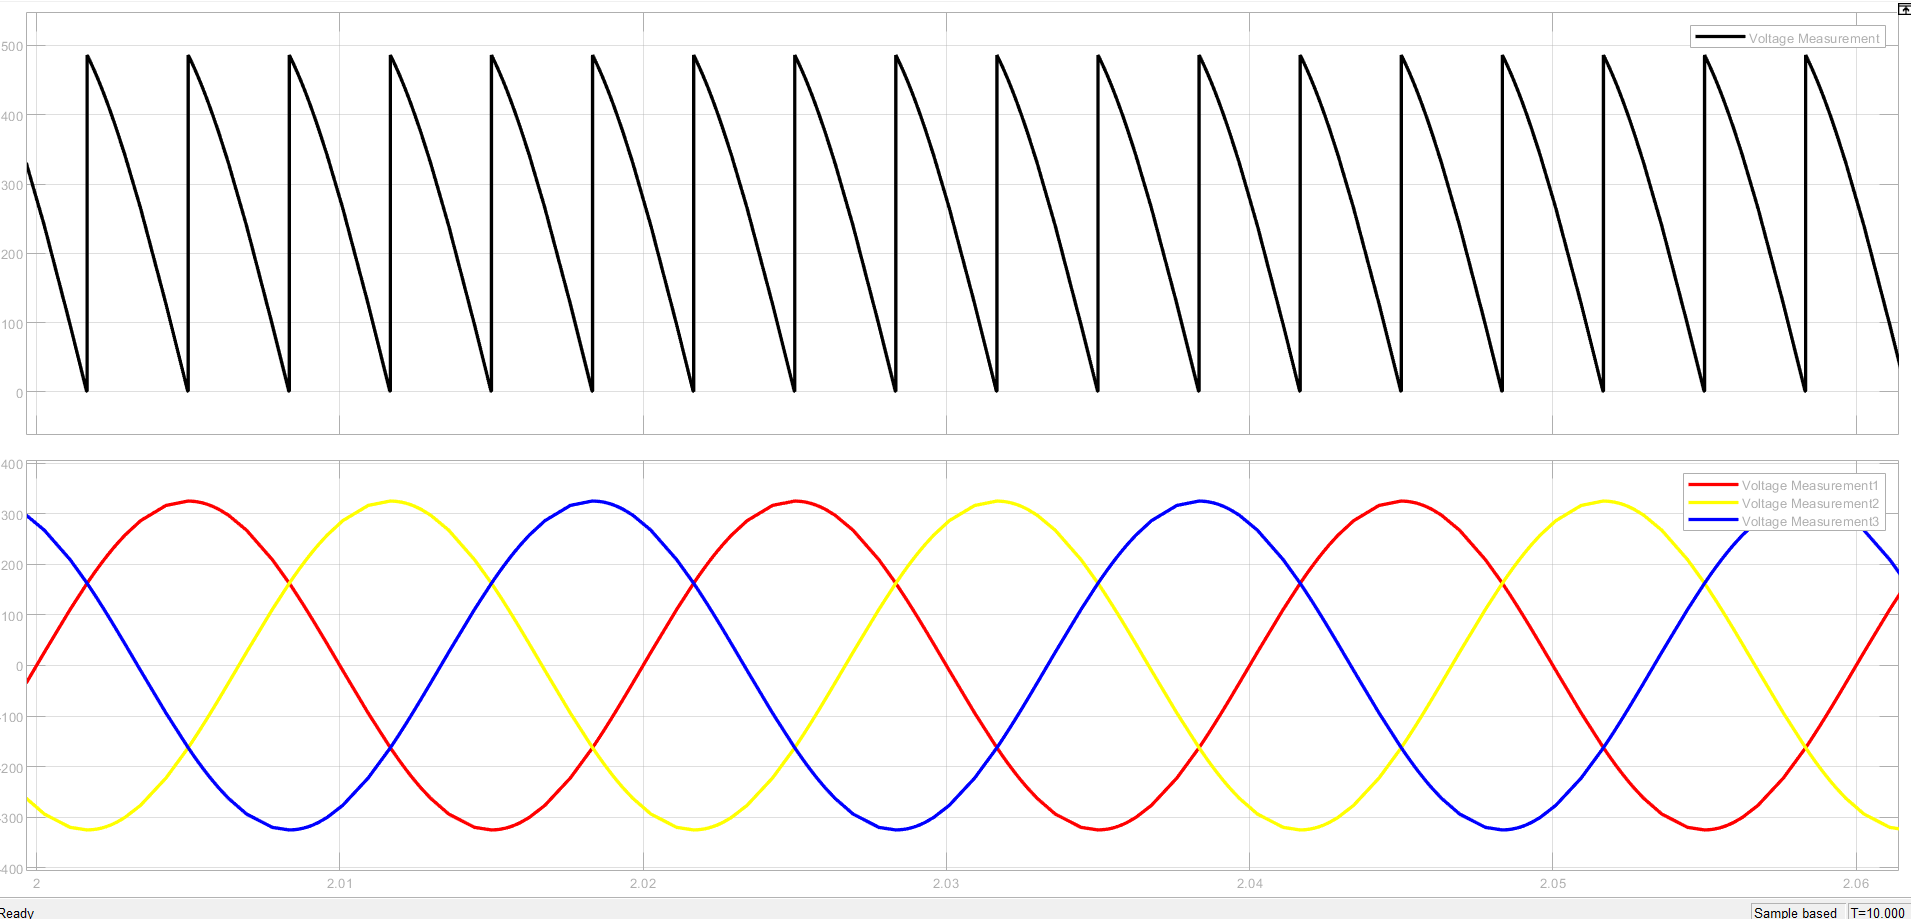 Voltage Measurement
500
400
300
200
100
0
Voltage Measurement1
Voltage Measurement2
Voltage Measurement3
400
300
200
100
0
-100
-200
-300
-400
2 2.01 2.02 2.03 2.04 2.05 2.06
Ready Sample based T=10.000